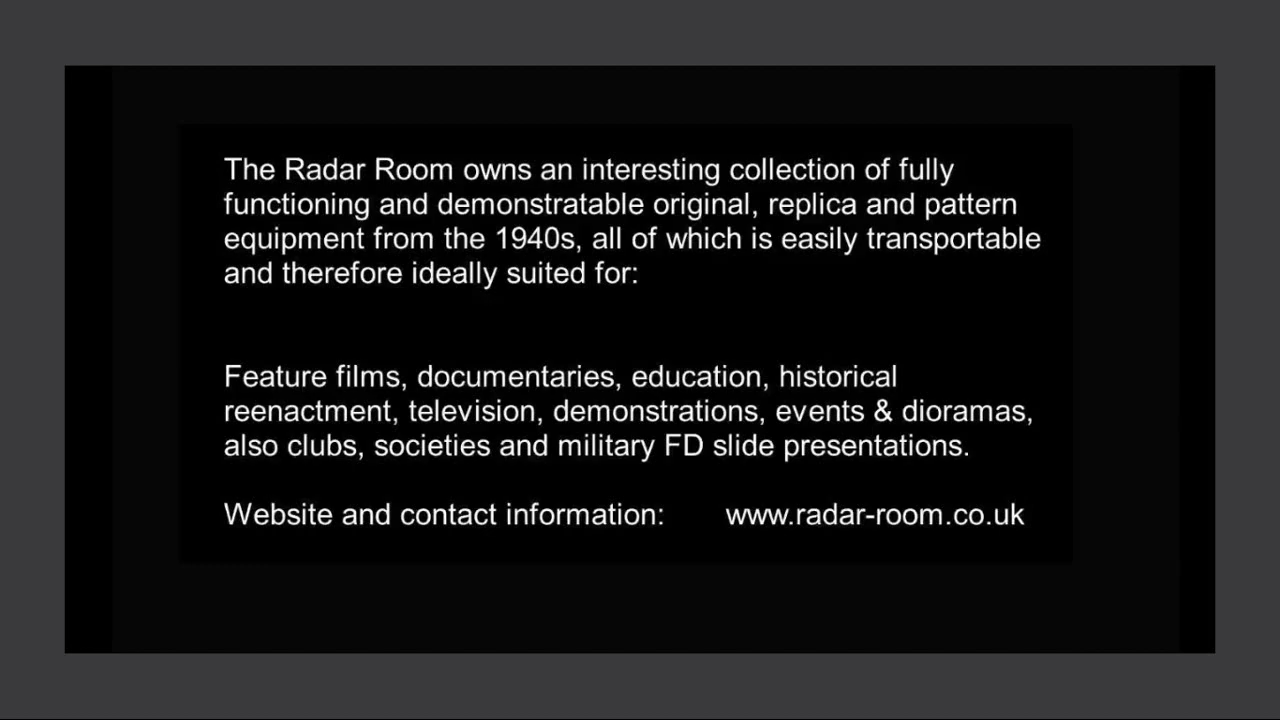 The Radar Room owns an interesting collection of fully
functioning and demonstratable original, replica and pattern
equipment from the 1940s, all of which is easily transportable
and therefore ideally suited for:
Feature films, documentaries, education, historical
reenactment, television, demonstrations, events & dioramas,
also clubs, societies and military FD slide presentations.
Website and contact information: www.radar-room.co.uk